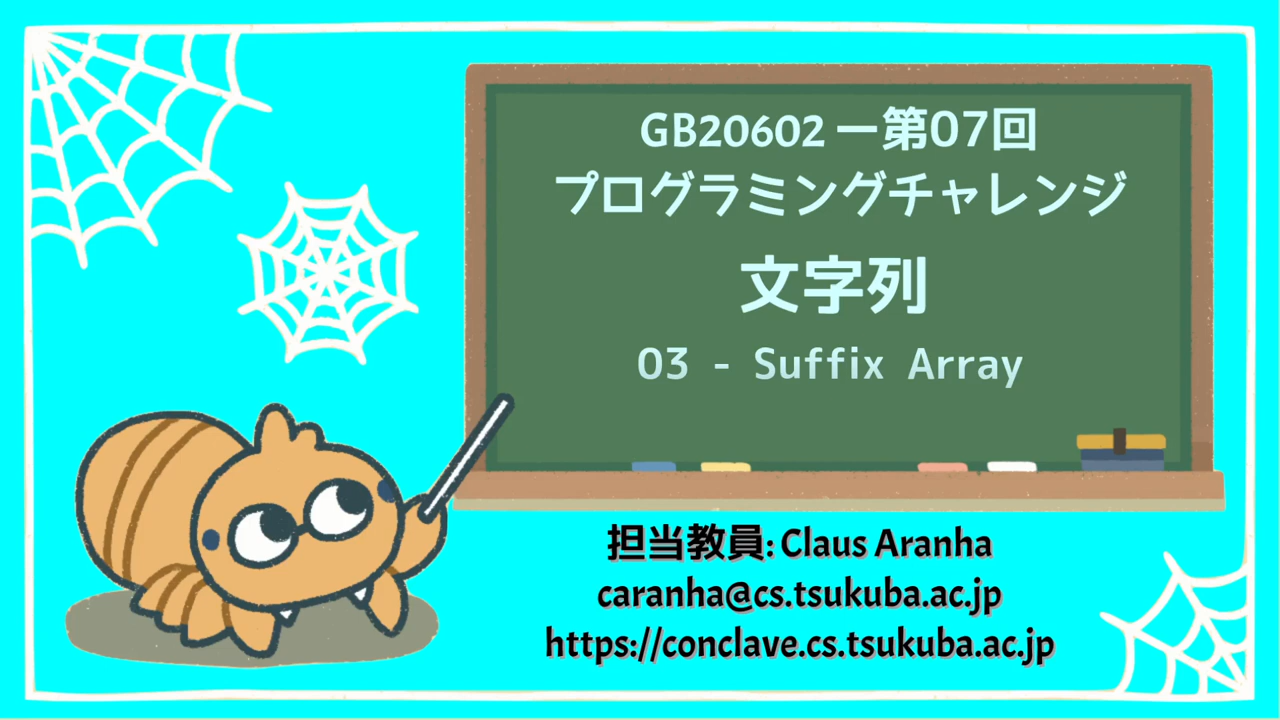 GB20602 ー第07回
プログラミングチャレンジ
文字列
03 - Suffix Array
担当教員: Claus Aranha
caranha@cs.tsukuba.ac.jp
https://conclave.cs.tsukuba.ac.jp